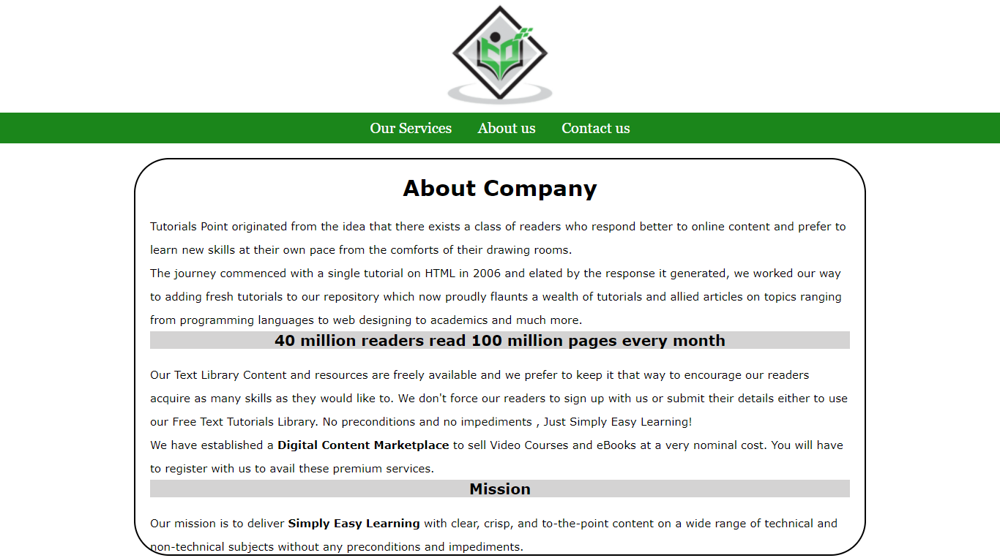 Our Services About us Contact us
About Company
Tutorials Point originated from the idea that there exists a class of readers who respond better to online content and prefer to
learn new skills at their own pace from the comforts of their drawing rooms.
The journey commenced with a single tutorial on HTML in 2006 and elated by the response it generated, we worked our way
to adding fresh tutorials to our repository which now proudly flaunts a wealth of tutorials and allied articles on topics ranging
from programming languages to web designing to academics and much more.
40 million readers read 100 million pages every month
Our Text Library Content and resources are freely available and we prefer to keep it that way to encourage our readers
acquire as many skills as they would like to. We don't force our readers to sign up with us or submit their details either to use
our Free Text Tutorials Library. No preconditions and no impediments , Just Simply Easy Learning!
We have established a Digital Content Marketplace to sell Video Courses and eBooks at a very nominal cost. You will have
to register with us to avail these premium services.
Mission
Our mission is to deliver Simply Easy Learning with clear, crisp, and to-the-point content on a wide range of technical and
non-technical subjects without any preconditions and impediments.